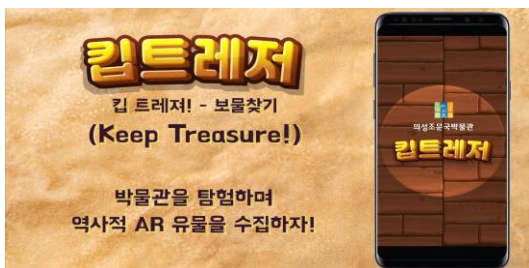 킵트레저
킵 트레져! - 보물찾기
(Keep Treasure!)
박물관을 탐험하며
역사적 AR 유물을 수집하자!
의성조문국박물관
킵트레저